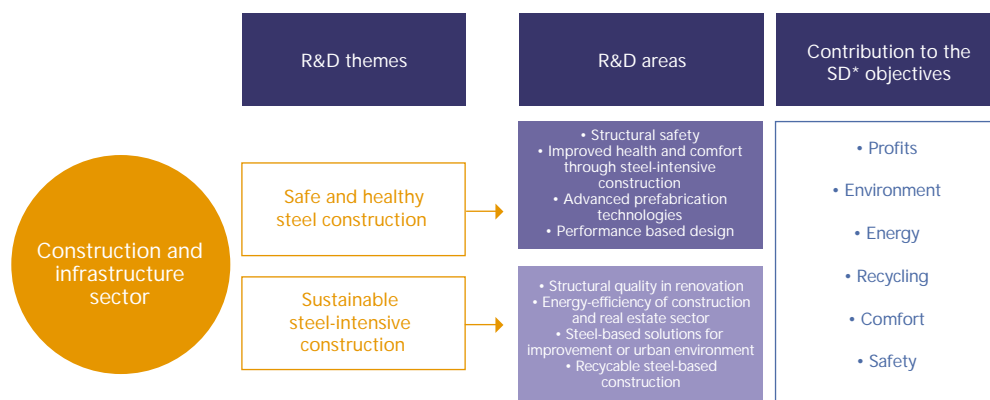 R&D themes
R&D areas
Contribution to the
SD* objectives
Construction and
infrastructure
sector
Safe and healthy
steel construction
• Structural safety
• Improved health and comfort
through steel-intensive
construction
• Advanced prefabrication
technologies
• Performance based design
Sustainable
steel-intensive
construction
• Structural quality in renovation
• Energy-efficiency of construction
and real estate sector
• Steel-based solutions for
improvement or urban environment
• Recycable steel-based
construction
• Profits
• Environment
• Energy
• Recycling
• Comfort
• Safety